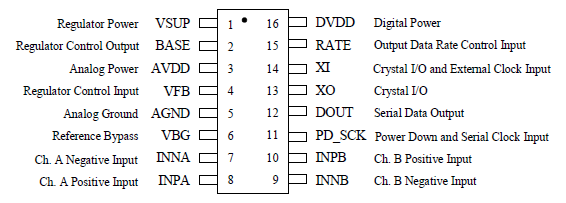 Regulator Power VSUP 1 16 DVDD Digital Power
Regulator Control Output BASE 2 15 RATE Output Data Rate Control Input
Analog Power AVDD 3 14 XI Crystal I/O and External Clock Input
Regulator Control Input VFB 4 13 XO Crystal I/O
Analog Ground AGND 5 12 DOUT Serial Data Output
Reference Bypass VBG 6 11 PD_SCK Power Down and Serial Clock Input
Ch. A Negative Input INNA 7 10 INPB Ch. B Positive Input
Ch. A Positive Input INPA 8 9 INNB Ch. B Negative Input